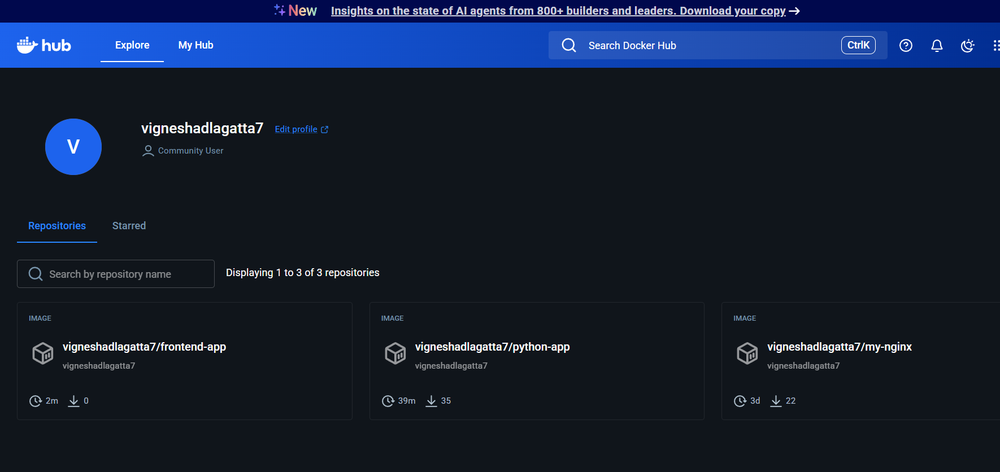 New Insights on the state of AI agents from 800+ builders and leaders. Download your copy →
hub Explore My Hub Search Docker Hub CtrlK
V
vigneshadlagatta7 Edit profile
Community User
Repositories Starred
Search by repository name Displaying 1 to 3 of 3 repositories
IMAGE
vigneshadlagatta7/frontend-app
vigneshadlagatta7
2m 0
IMAGE
vigneshadlagatta7/python-app
vigneshadlagatta7
39m 35
IMAGE
vigneshadlagatta7/my-nginx
vigneshadlagatta7
3d 22